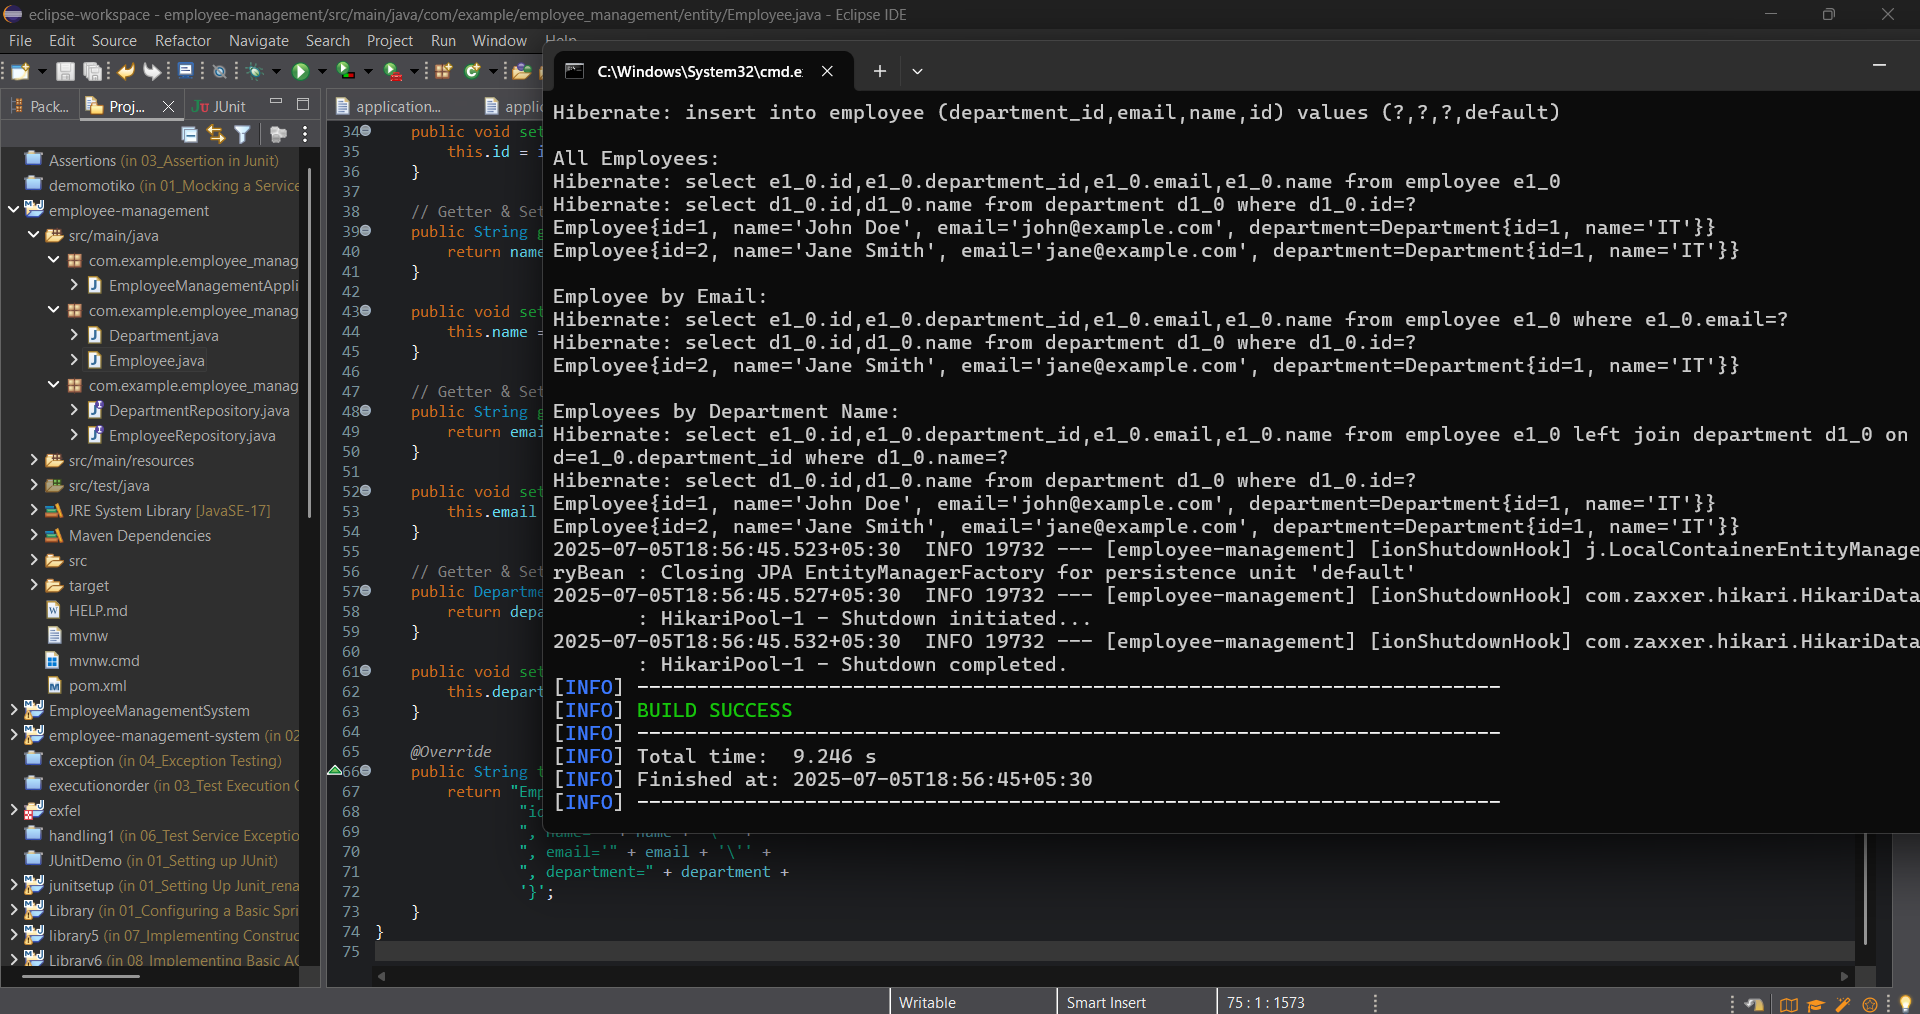 eclipse-workspace - employee-management/src/main/java/com/example/employee_management/entity/Employee.java - Eclipse IDE
File Edit Source Refactor Navigate Search Project Run Window Help
Pack... Proj... JUnit
Assertions (in 03_Assertion in Junit)
demomotiko (in 01_Mocking a Service
employee-management
src/main/java
com.example.employee_manag
EmployeeManagementAppli
com.example.employee_manag
Department.java
Employee.java
com.example.employee_manag
DepartmentRepository.java
EmployeeRepository.java
src/main/resources
src/test/java
JRE System Library [JavaSE-17]
Maven Dependencies
src
target
HELP.md
mvnw
mvnw.cmd
pom.xml
EmployeeManagementSystem
employee-management-system (in 02
exception (in 04_Exception Testing)
executionorder (in 03_Test Execution
exfel
handling1 (in 06_Test Service Exceptio
JUnitDemo (in 01_Setting up JUnit)
junitsetup (in 01_Setting Up Junit_rena
Library (in 01_Configuring a Basic Spri
library5 (in 07_Implementing Construc
Library6 (in 08_Implementing Basic AO
application... appli
34 public void set
35 this.id = i
36 }
37
38 // Getter & Set
39 public String g
40 return name
41 }
42
43 public void set
44 this.name =
45 }
46
47 // Getter & Set
48 public String g
49 return emai
50 }
51
52 public void set
53 this.email
54 }
55
56 // Getter & Set
57 public Departme
58 return depa
59 }
60
61 public void set
62 this.depart
63 }
64
65 @Override
66 public String t
67 return "Emp
68 "id
69 ", name='" + name + '\'' +
70 ", email='" + email + '\'' +
71 ", department=" + department +
72 '}';
73 }
74 }
75
C:\Windows\System32\cmd.e
Hibernate: insert into employee (department_id,email,name,id) values (?,?,?,default)
All Employees:
Hibernate: select e1_0.id,e1_0.department_id,e1_0.email,e1_0.name from employee e1_0
Hibernate: select d1_0.id,d1_0.name from department d1_0 where d1_0.id=?
Employee{id=1, name='John Doe', email='john@example.com', department=Department{id=1, name='IT'}}
Employee{id=2, name='Jane Smith', email='jane@example.com', department=Department{id=1, name='IT'}}
Employee by Email:
Hibernate: select e1_0.id,e1_0.department_id,e1_0.email,e1_0.name from employee e1_0 where e1_0.email=?
Hibernate: select d1_0.id,d1_0.name from department d1_0 where d1_0.id=?
Employee{id=2, name='Jane Smith', email='jane@example.com', department=Department{id=1, name='IT'}}
Employees by Department Name:
Hibernate: select e1_0.id,e1_0.department_id,e1_0.email,e1_0.name from employee e1_0 left join department d1_0 on
d=e1_0.department_id where d1_0.name=?
Hibernate: select d1_0.id,d1_0.name from department d1_0 where d1_0.id=?
Employee{id=1, name='John Doe', email='john@example.com', department=Department{id=1, name='IT'}}
Employee{id=2, name='Jane Smith', email='jane@example.com', department=Department{id=1, name='IT'}}
2025-07-05T18:56:45.523+05:30 INFO 19732 --- [employee-management] [ionShutdownHook] j.LocalContainerEntityManage
ryBean : Closing JPA EntityManagerFactory for persistence unit 'default'
2025-07-05T18:56:45.527+05:30 INFO 19732 --- [employee-management] [ionShutdownHook] com.zaxxer.hikari.HikariData
: HikariPool-1 - Shutdown initiated...
2025-07-05T18:56:45.532+05:30 INFO 19732 --- [employee-management] [ionShutdownHook] com.zaxxer.hikari.HikariData
: HikariPool-1 - Shutdown completed.
[INFO] ------------------------------------------------------------------------
[INFO] BUILD SUCCESS
[INFO] ------------------------------------------------------------------------
[INFO] Total time:  9.246 s
[INFO] Finished at: 2025-07-05T18:56:45+05:30
[INFO] ------------------------------------------------------------------------
Writable Smart Insert 75 : 1 : 1573